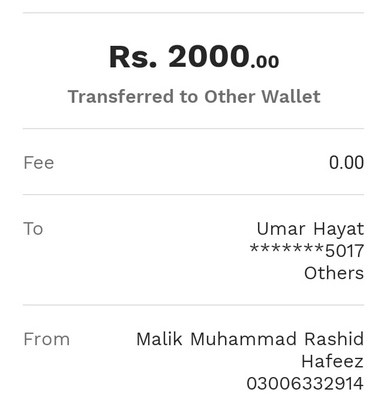 Rs. 2000.00
Transferred to Other Wallet
Fee 0.00
To Umar Hayat
*******5017
Others
From Malik Muhammad Rashid
Hafeez
03006332914